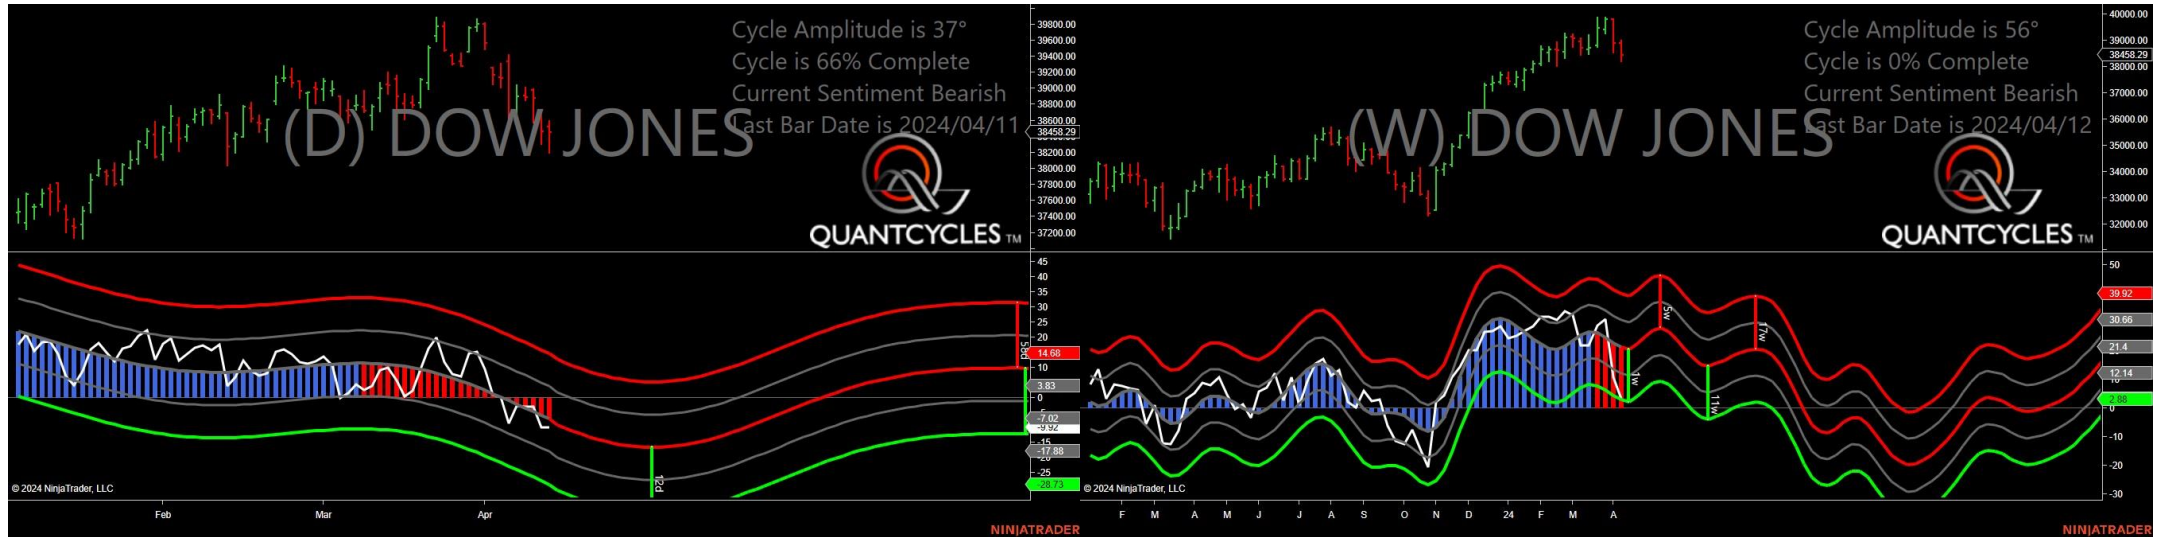 Cycle Amplitude is 37°
Cycle is 66% Complete
Current Sentiment Bearish
Last Bar Date is 2024/04/11
(D) DOW JONES
QUANTCYCLES TM
39800.00
39600.00
39400.00
39200.00
39000.00
38800.00
38600.00
38458.29
38200.00
38000.00
37800.00
37600.00
37400.00
37200.00
45
40
35
30
25
20
58d
14.68
10
3.83
0
-7.02
-9.92
-15
-17.88
-25
-28.73
12d
© 2024 NinjaTrader, LLC
Feb
Mar
Apr
NINJATRADER
Cycle Amplitude is 56°
Cycle is 0% Complete
Current Sentiment Bearish
Last Bar Date is 2024/04/12
(W) DOW JONES
QUANTCYCLES TM
40000.00
39000.00
38458.29
38000.00
37000.00
36000.00
35000.00
34000.00
33000.00
32000.00
50
39.92
30.66
21.4
12.14
10
2.88
0
-10
-20
-30
5w
17w
1w
11w
© 2024 NinjaTrader, LLC
F M A M J J A S O N D 24 F M A
NINJATRADER